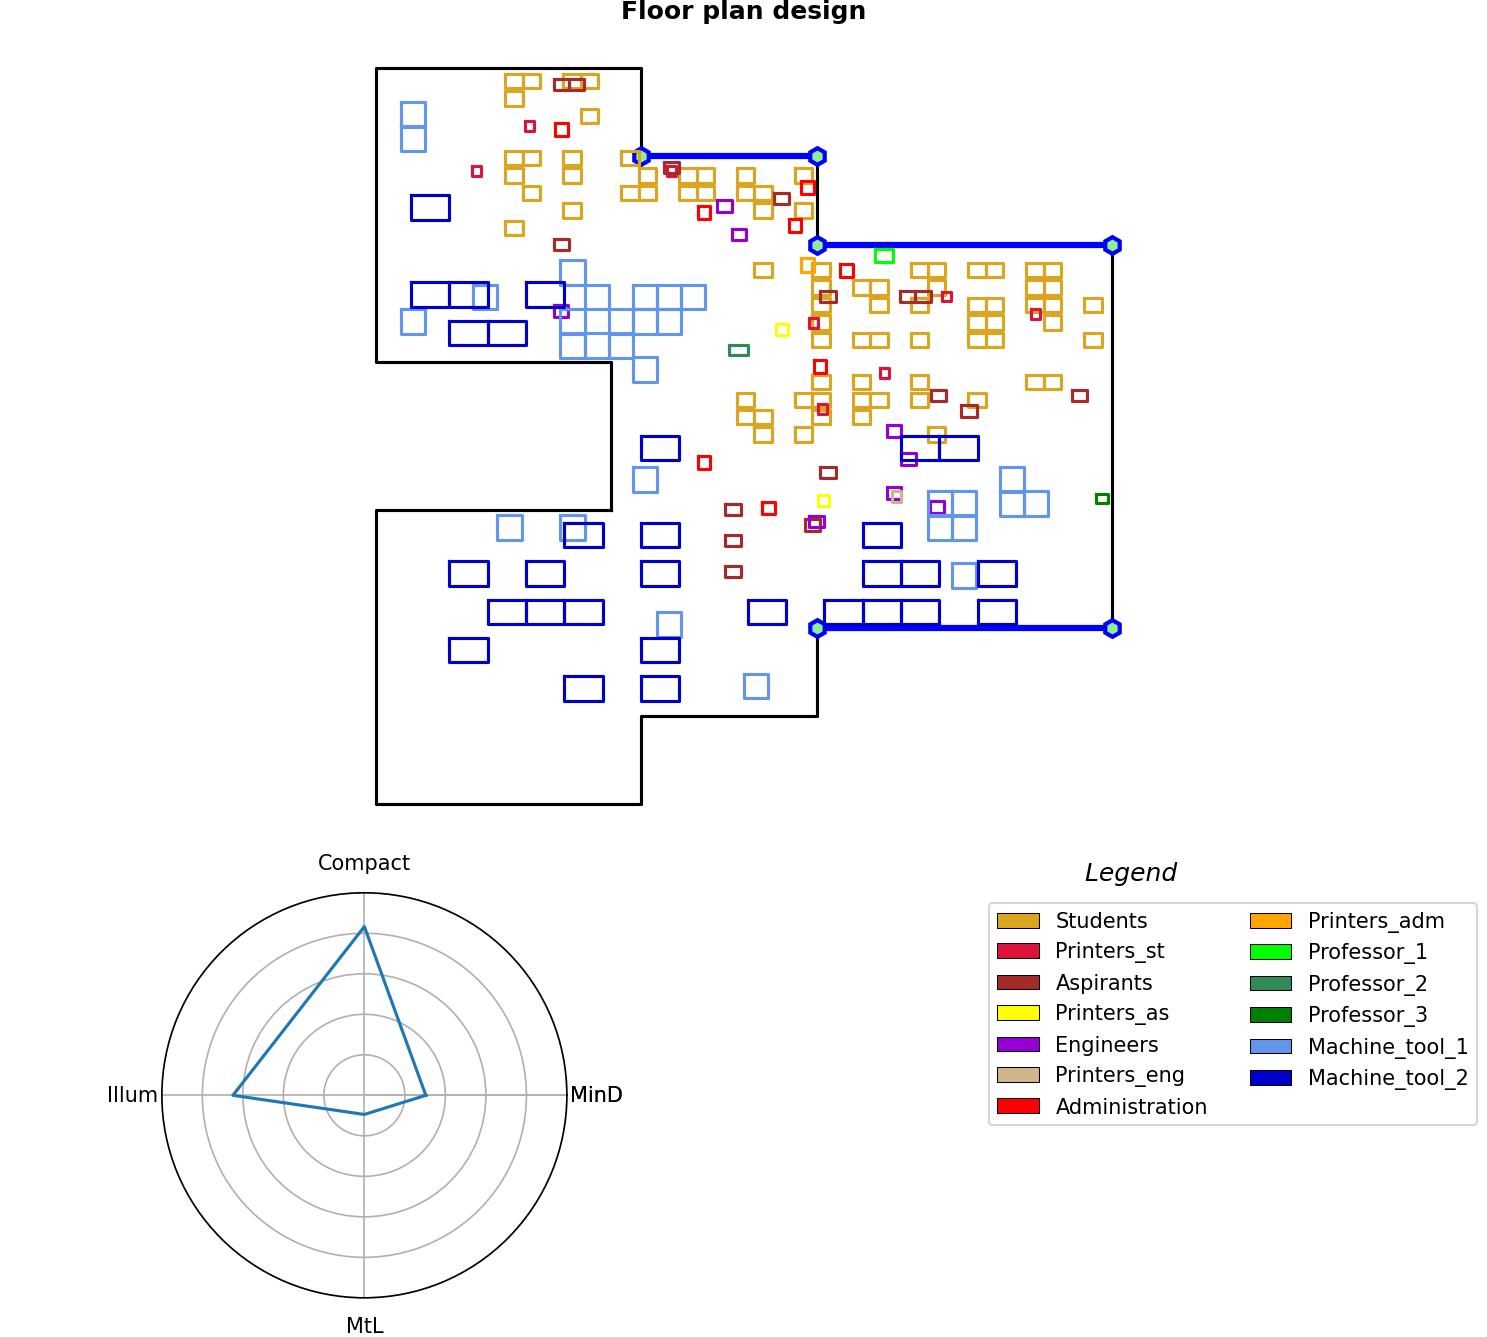 Floor plan design
Compact
Illum
MinD
MtL
Legend
Students
Printers_st
Aspirants
Printers_as
Engineers
Printers_eng
Administration
Printers_adm
Professor_1
Professor_2
Professor_3
Machine_tool_1
Machine_tool_2